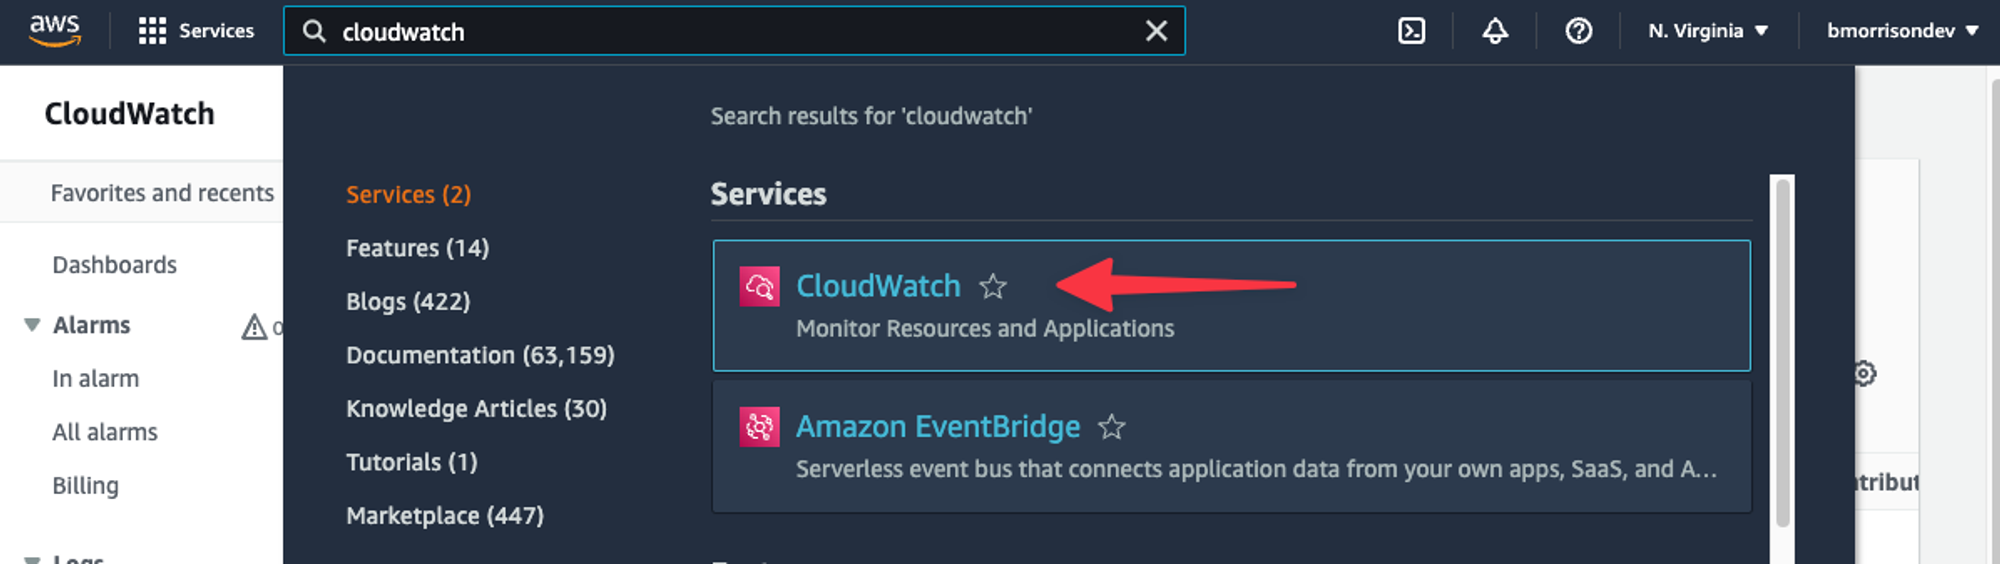 aws
Services
cloudwatch
N. Virginia
bmorrisondev
CloudWatch
Favorites and recents
Dashboards
Alarms
0
In alarm
All alarms
Billing
Logs
Search results for 'cloudwatch'
Services (2)
Features (14)
Blogs (422)
Documentation (63,159)
Knowledge Articles (30)
Tutorials (1)
Marketplace (447)
Services
CloudWatch
Monitor Resources and Applications
Amazon EventBridge
Serverless event bus that connects application data from your own apps, SaaS, and A...